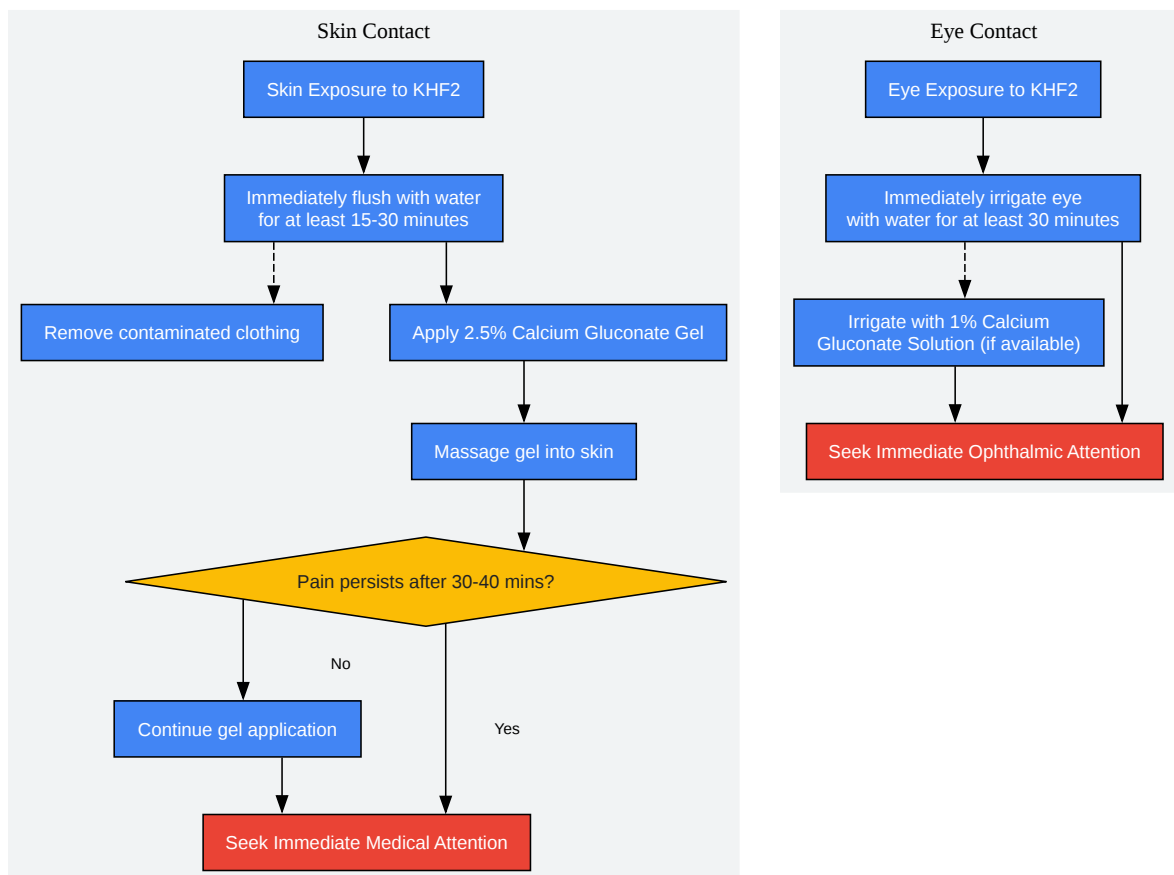 Skin Contact
Skin Exposure to KHF2
Immediately flush with water
for at least 15-30 minutes
Remove contaminated clothing
Apply 2.5% Calcium Gluconate Gel
Massage gel into skin
Pain persists after 30-40 mins?
No
Yes
Continue gel application
Seek Immediate Medical Attention
Eye Contact
Eye Exposure to KHF2
Immediately irrigate eye
with water for at least 30 minutes
Irrigate with 1% Calcium
Gluconate Solution (if available)
Seek Immediate Ophthalmic Attention